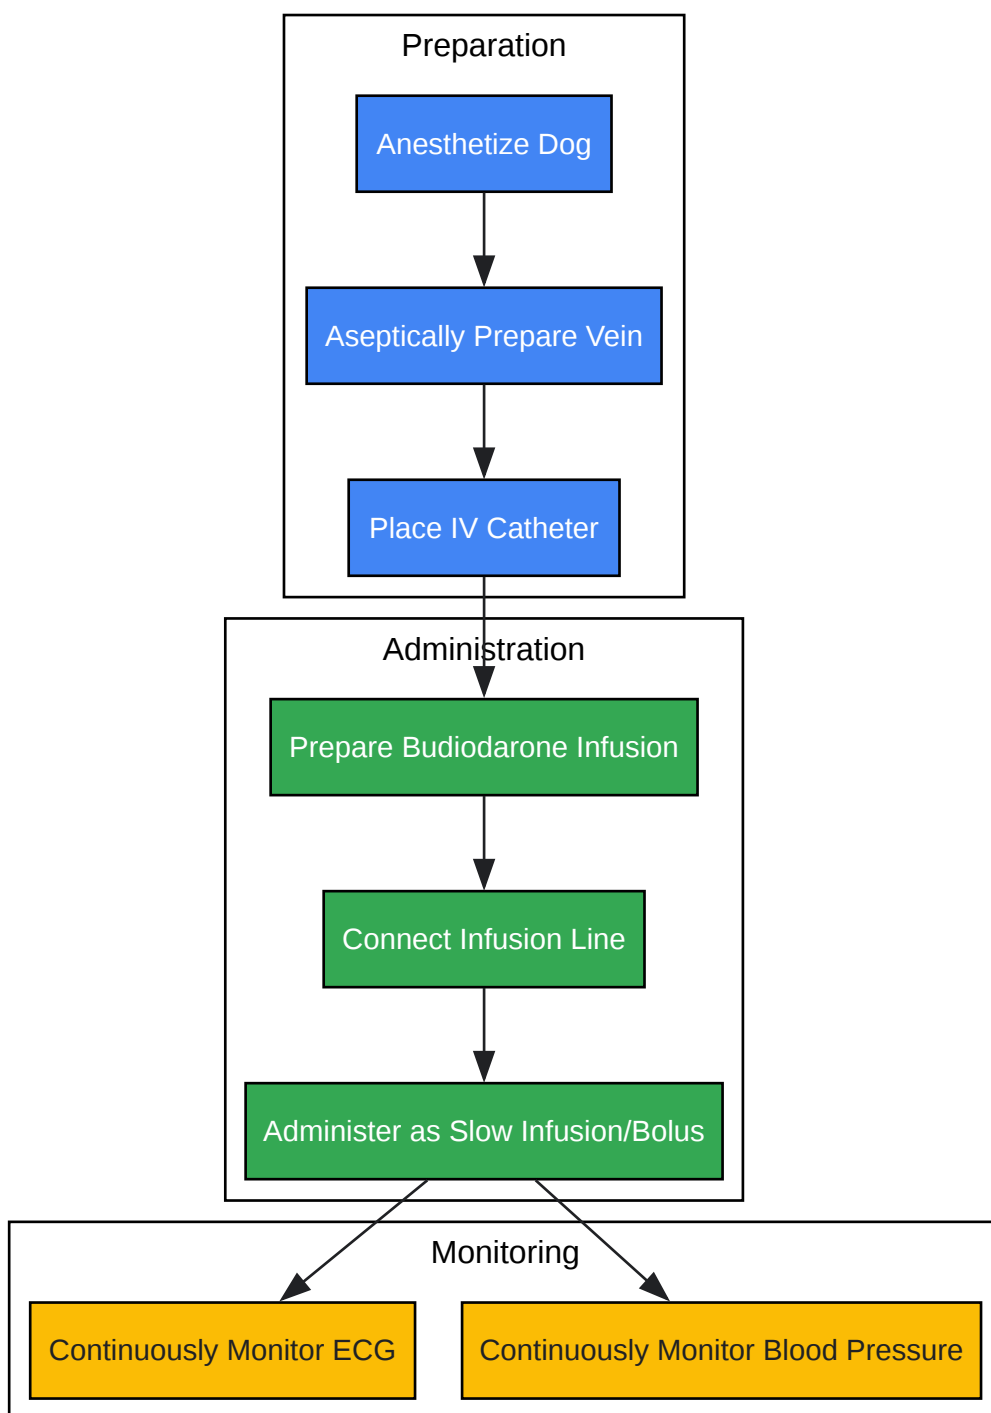 Preparation
Anesthetize Dog
Aseptically Prepare Vein
Place IV Catheter
Administration
Prepare Budiodarone Infusion
Connect Infusion Line
Administer as Slow Infusion/Bolus
Monitoring
Continuously Monitor ECG
Continuously Monitor Blood Pressure